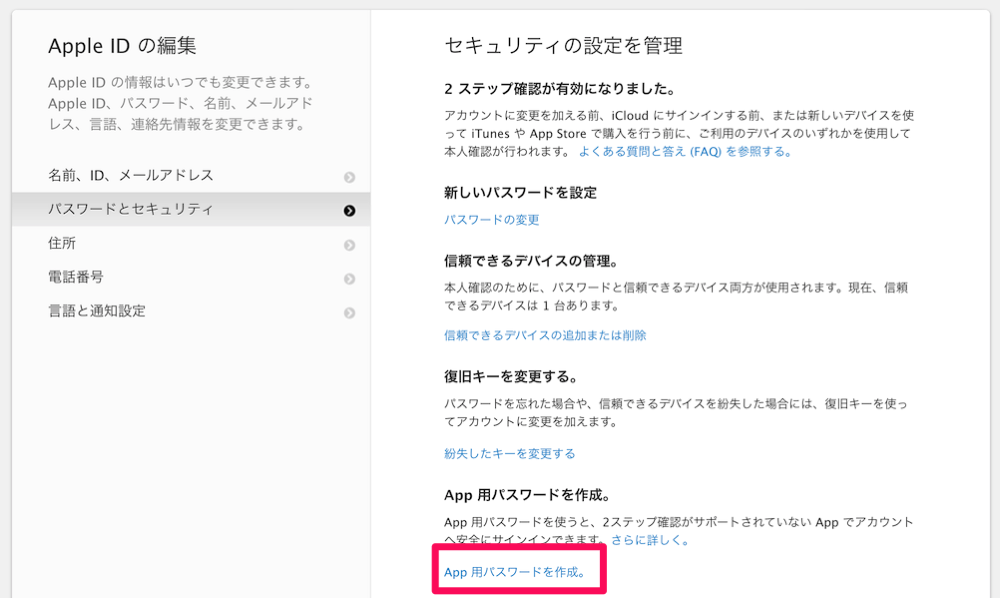 Apple ID の編集
Apple ID の情報はいつでも変更できます。
Apple ID、パスワード、名前、メールアド
レス、言語、連絡先情報を変更できます。
名前、ID、メールアドレス
パスワードとセキュリティ
住所
電話番号
言語と通知設定
セキュリティの設定を管理
2 ステップ確認が有効になりました。
アカウントに変更を加える前、iCloud にサインインする前、または新しいデバイスを使
って iTunes や App Store で購入を行う前に、ご利用のデバイスのいずれかを使用して
本人確認が行われます。 よくある質問と答え (FAQ) を参照する。
新しいパスワードを設定
パスワードの変更
信頼できるデバイスの管理。
本人確認のために、パスワードと信頼できるデバイス両方が使用されます。現在、信頼
できるデバイスは 1 台あります。
信頼できるデバイスの追加または削除
復旧キーを変更する。
パスワードを忘れた場合や、信頼できるデバイスを紛失した場合には、復旧キーを使っ
てアカウントに変更を加えます。
紛失したキーを変更する
App 用パスワードを作成。
App 用パスワードを使うと、2ステップ確認がサポートされていない App でアカウント
へ安全にサインインできます。さらに詳しく。
App 用パスワードを作成。